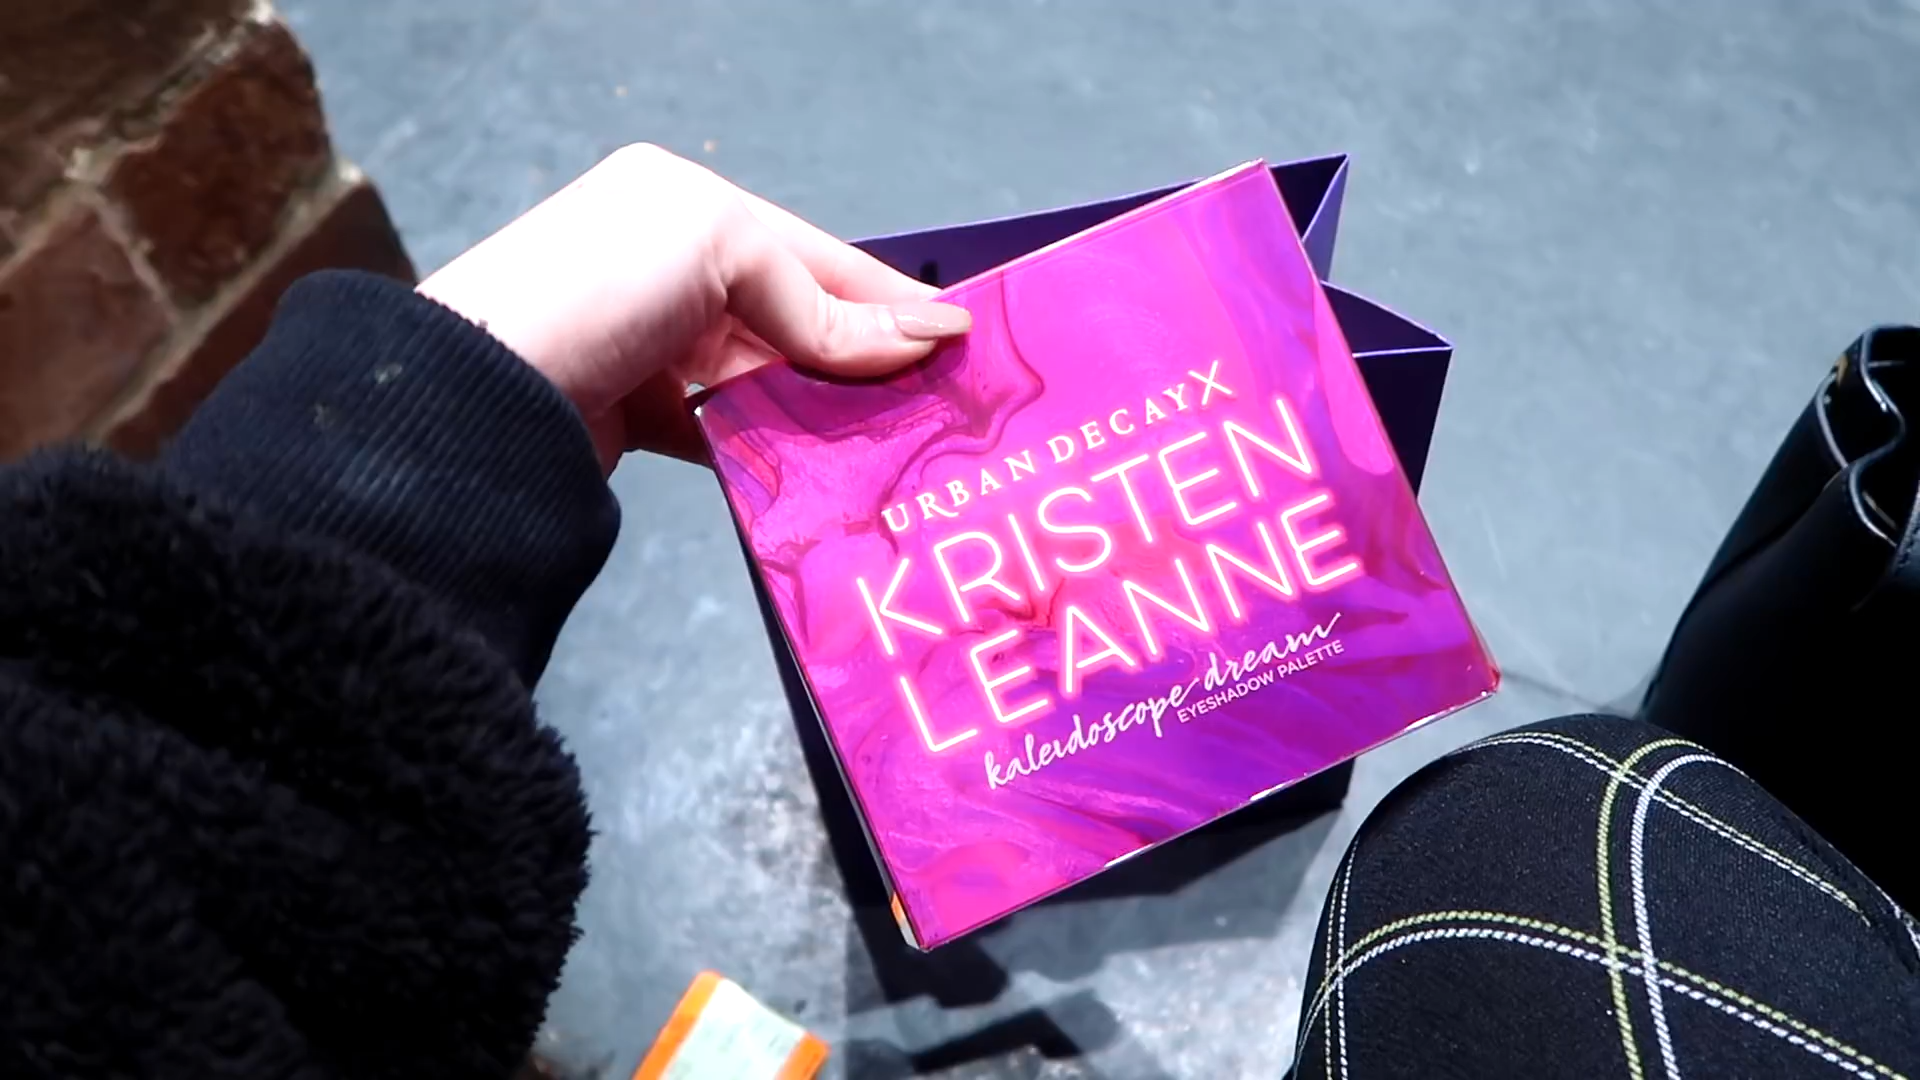 URBAN DECAY X
KRISTEN
LEANNE
kaleidoscope dream
EYESHADOW PALETTE